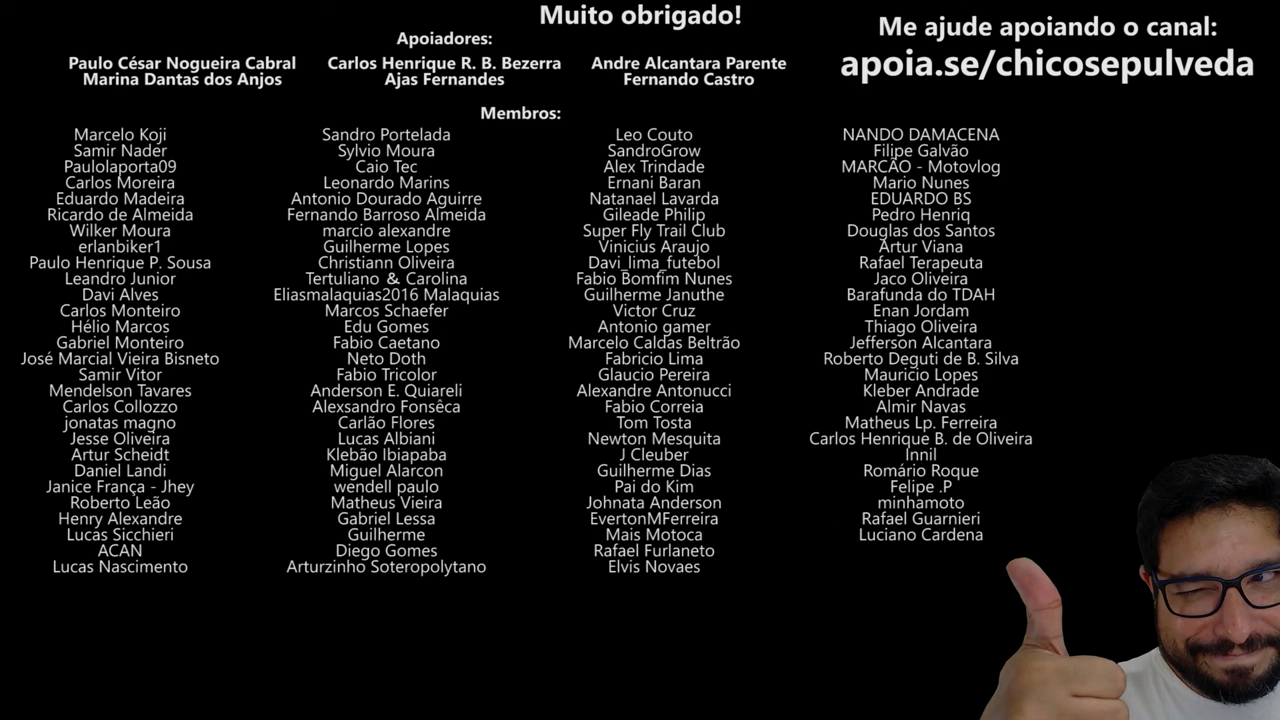 Muito obrigado!
Me ajude apoiando o canal:
apoia.se/chicosepulveda
Apoiadores:
Paulo César Nogueira Cabral
Marina Dantas dos Anjos
Carlos Henrique R. B. Bezerra
Ajas Fernandes
Andre Alcantara Parente
Fernando Castro
Membros:
Marcelo Koji
Samir Nader
Paulolaporta09
Carlos Moreira
Eduardo Madeira
Ricardo de Almeida
Wilker Moura
erlanbiker1
Paulo Henrique P. Sousa
Leandro Junior
Davi Alves
Carlos Monteiro
Hélio Marcos
Gabriel Monteiro
José Marcial Vieira Bisneto
Samir Vitor
Mendelson Tavares
Carlos Collozzo
jonatas magno
Jesse Oliveira
Artur Scheidt
Daniel Landi
Janice França - Jhey
Roberto Leão
Henry Alexandre
Lucas Sicchieri
ACAN
Lucas Nascimento
Sandro Portelada
Sylvio Moura
Caio Tec
Leonardo Marins
Antonio Dourado Aguirre
Fernando Barroso Almeida
marcio alexandre
Guilherme Lopes
Christiann Oliveira
Tertuliano & Carolina
Eliasmalaquias2016 Malaquias
Marcos Schaefer
Edu Gomes
Fabio Caetano
Neto Doth
Fabio Tricolor
Anderson E. Quiareli
Alexsandro Fonsêca
Carlão Flores
Lucas Albiani
Klebão Ibiapaba
Miguel Alarcon
wendell paulo
Matheus Vieira
Gabriel Lessa
Guilherme
Diego Gomes
Arturzinho Soteropolytano
Leo Couto
SandroGrow
Alex Trindade
Ernani Baran
Natanael Lavarda
Gileade Philip
Super Fly Trail Club
Vinicius Araujo
Davi_lima_futebol
Fabio Bomfim Nunes
Guilherme Januthe
Victor Cruz
Antonio gamer
Marcelo Caldas Beltrão
Fabricio Lima
Glaucio Pereira
Alexandre Antonucci
Fabio Correia
Tom Tosta
Newton Mesquita
J Cleuber
Guilherme Dias
Pai do Kim
Johnata Anderson
EvertonMFerreira
Mais Motoca
Rafael Furlaneto
Elvis Novaes
NANDO DAMACENA
Filipe Galvão
MARCÃO - Motovlog
Mario Nunes
EDUARDO BS
Pedro Henriq
Douglas dos Santos
Artur Viana
Rafael Terapeuta
Jaco Oliveira
Barafunda do TDAH
Enan Jordam
Thiago Oliveira
Jefferson Alcantara
Roberto Deguti de B. Silva
Mauricio Lopes
Kleber Andrade
Almir Navas
Matheus Lp. Ferreira
Carlos Henrique B. de Oliveira
Innil
Romário Roque
Felipe .P
minhamoto
Rafael Guarnieri
Luciano Cardena